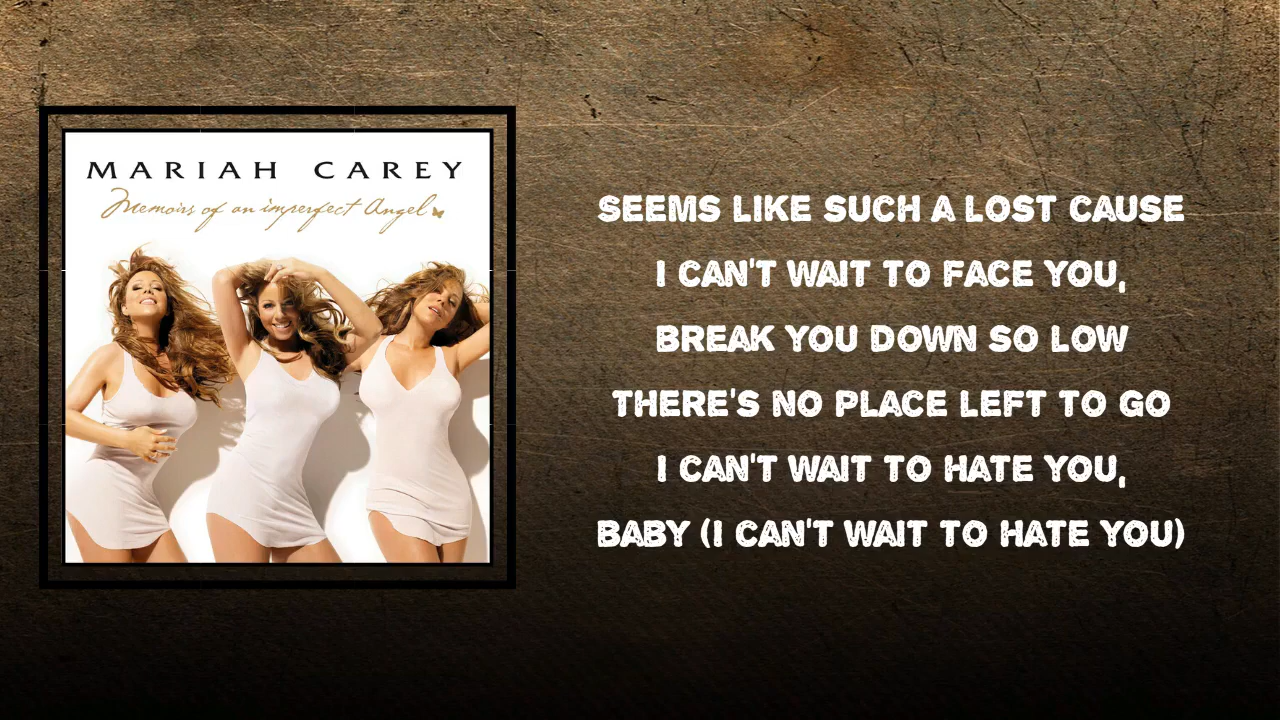 MARIAH CAREY
Memoirs of an imperfect Angel
SEEMS LIKE SUCH A LOST CAUSE
I CAN'T WAIT TO FACE YOU,
BREAK YOU DOWN SO LOW
THERE'S NO PLACE LEFT TO GO
I CAN'T WAIT TO HATE YOU,
BABY (I CAN'T WAIT TO HATE YOU)